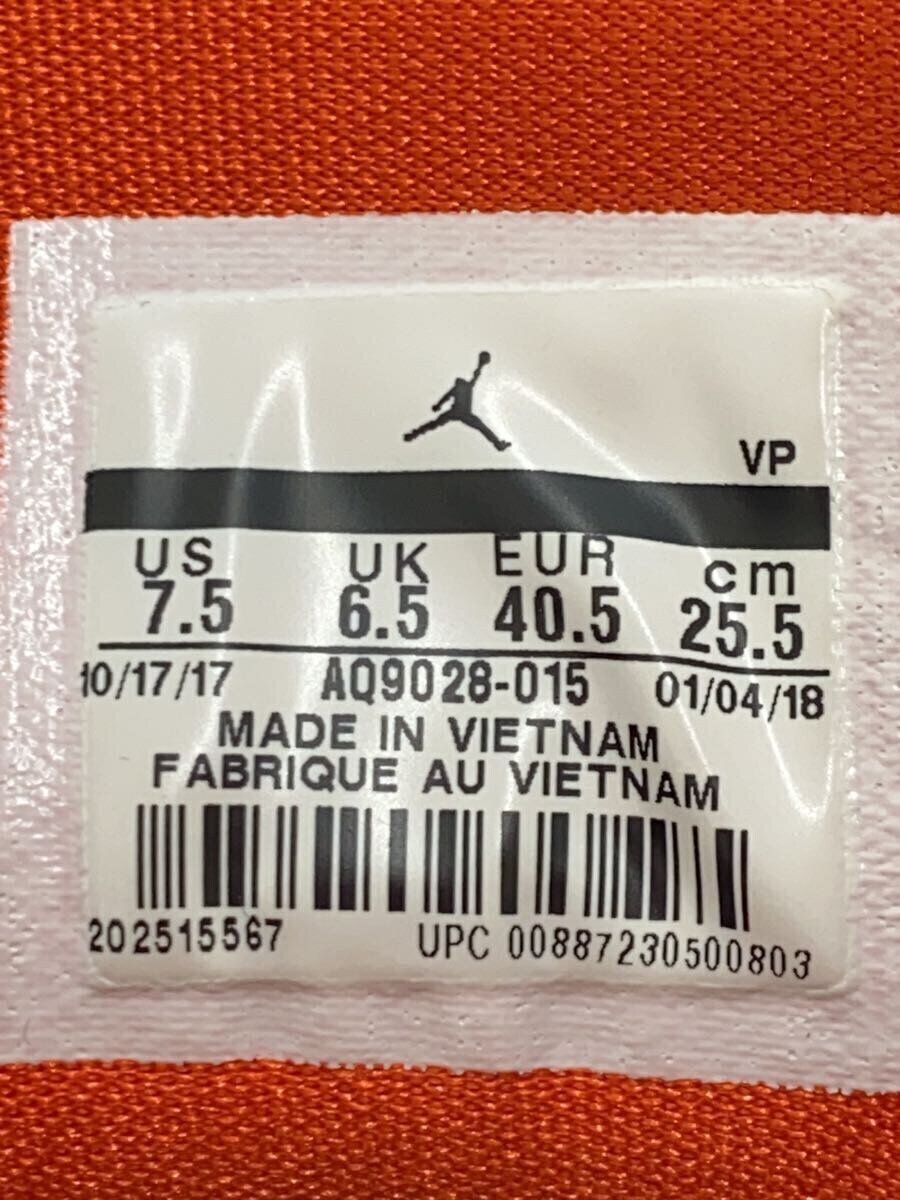 VP
US UK EUR cm
7.5 6.5 40.5 25.5
10/17/17 AQ9028-015 01/04/18
MADE IN VIETNAM
FABRIQUE AU VIETNAM
202515567 UPC 00887230500803